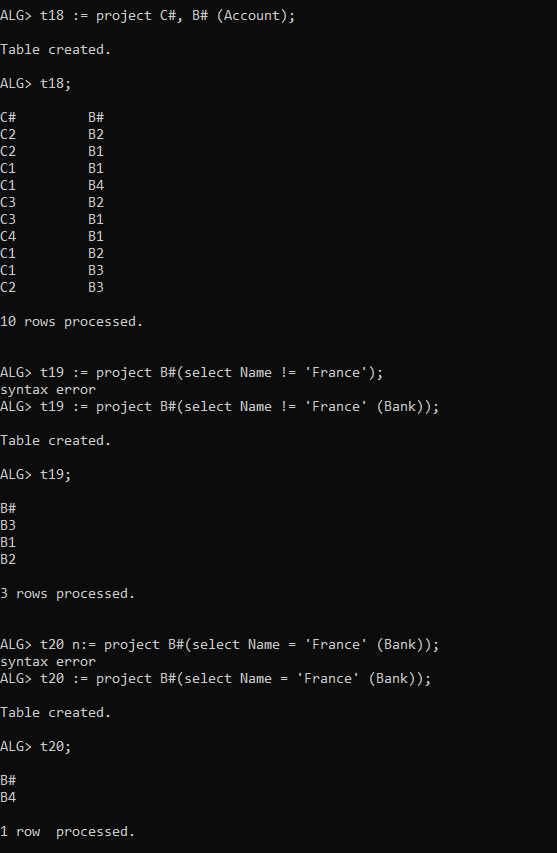 ALG> t18 := project C#, B# (Account);
Table created.
ALG> t18;
C# B#
C2 B2
C2 B1
C1 B1
C1 B4
C3 B2
C3 B1
C4 B1
C1 B2
C1 B3
C2 B3
10 rows processed.
ALG> t19 := project B#(select Name != 'France');
syntax error
ALG> t19 := project B#(select Name != 'France' (Bank));
Table created.
ALG> t19;
B#
B3
B1
B2
3 rows processed.
ALG> t20 n:= project B#(select Name = 'France' (Bank));
syntax error
ALG> t20 := project B#(select Name = 'France' (Bank));
Table created.
ALG> t20;
B#
B4
1 row  processed.